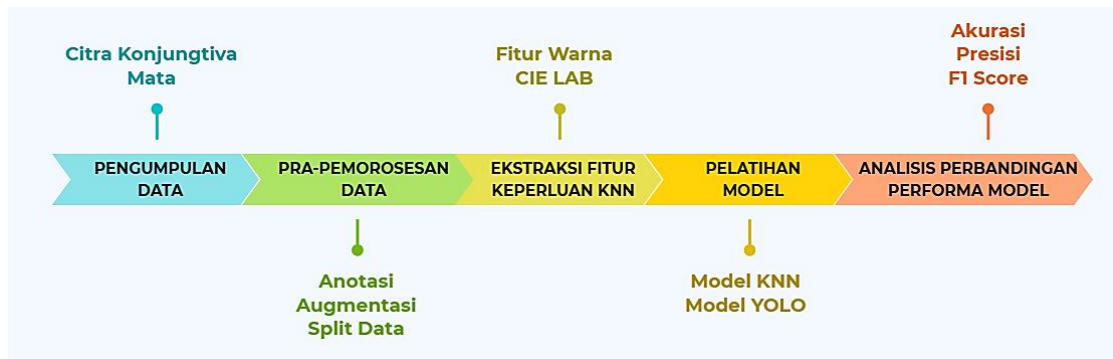 Citra Konjungtiva
Mata
Fitur Warna
CIE LAB
Akurasi
Presisi
F1 Score
PENGUMPULAN
DATA
PRA-PEMOROSESAN
DATA
EKSTRAKSI FITUR
KEPERLUAN KNN
PELATIHAN
MODEL
ANALISIS PERBANDINGAN
PERFORMA MODEL
Anotasi
Augmentasi
Split Data
Model KNN
Model YOLO